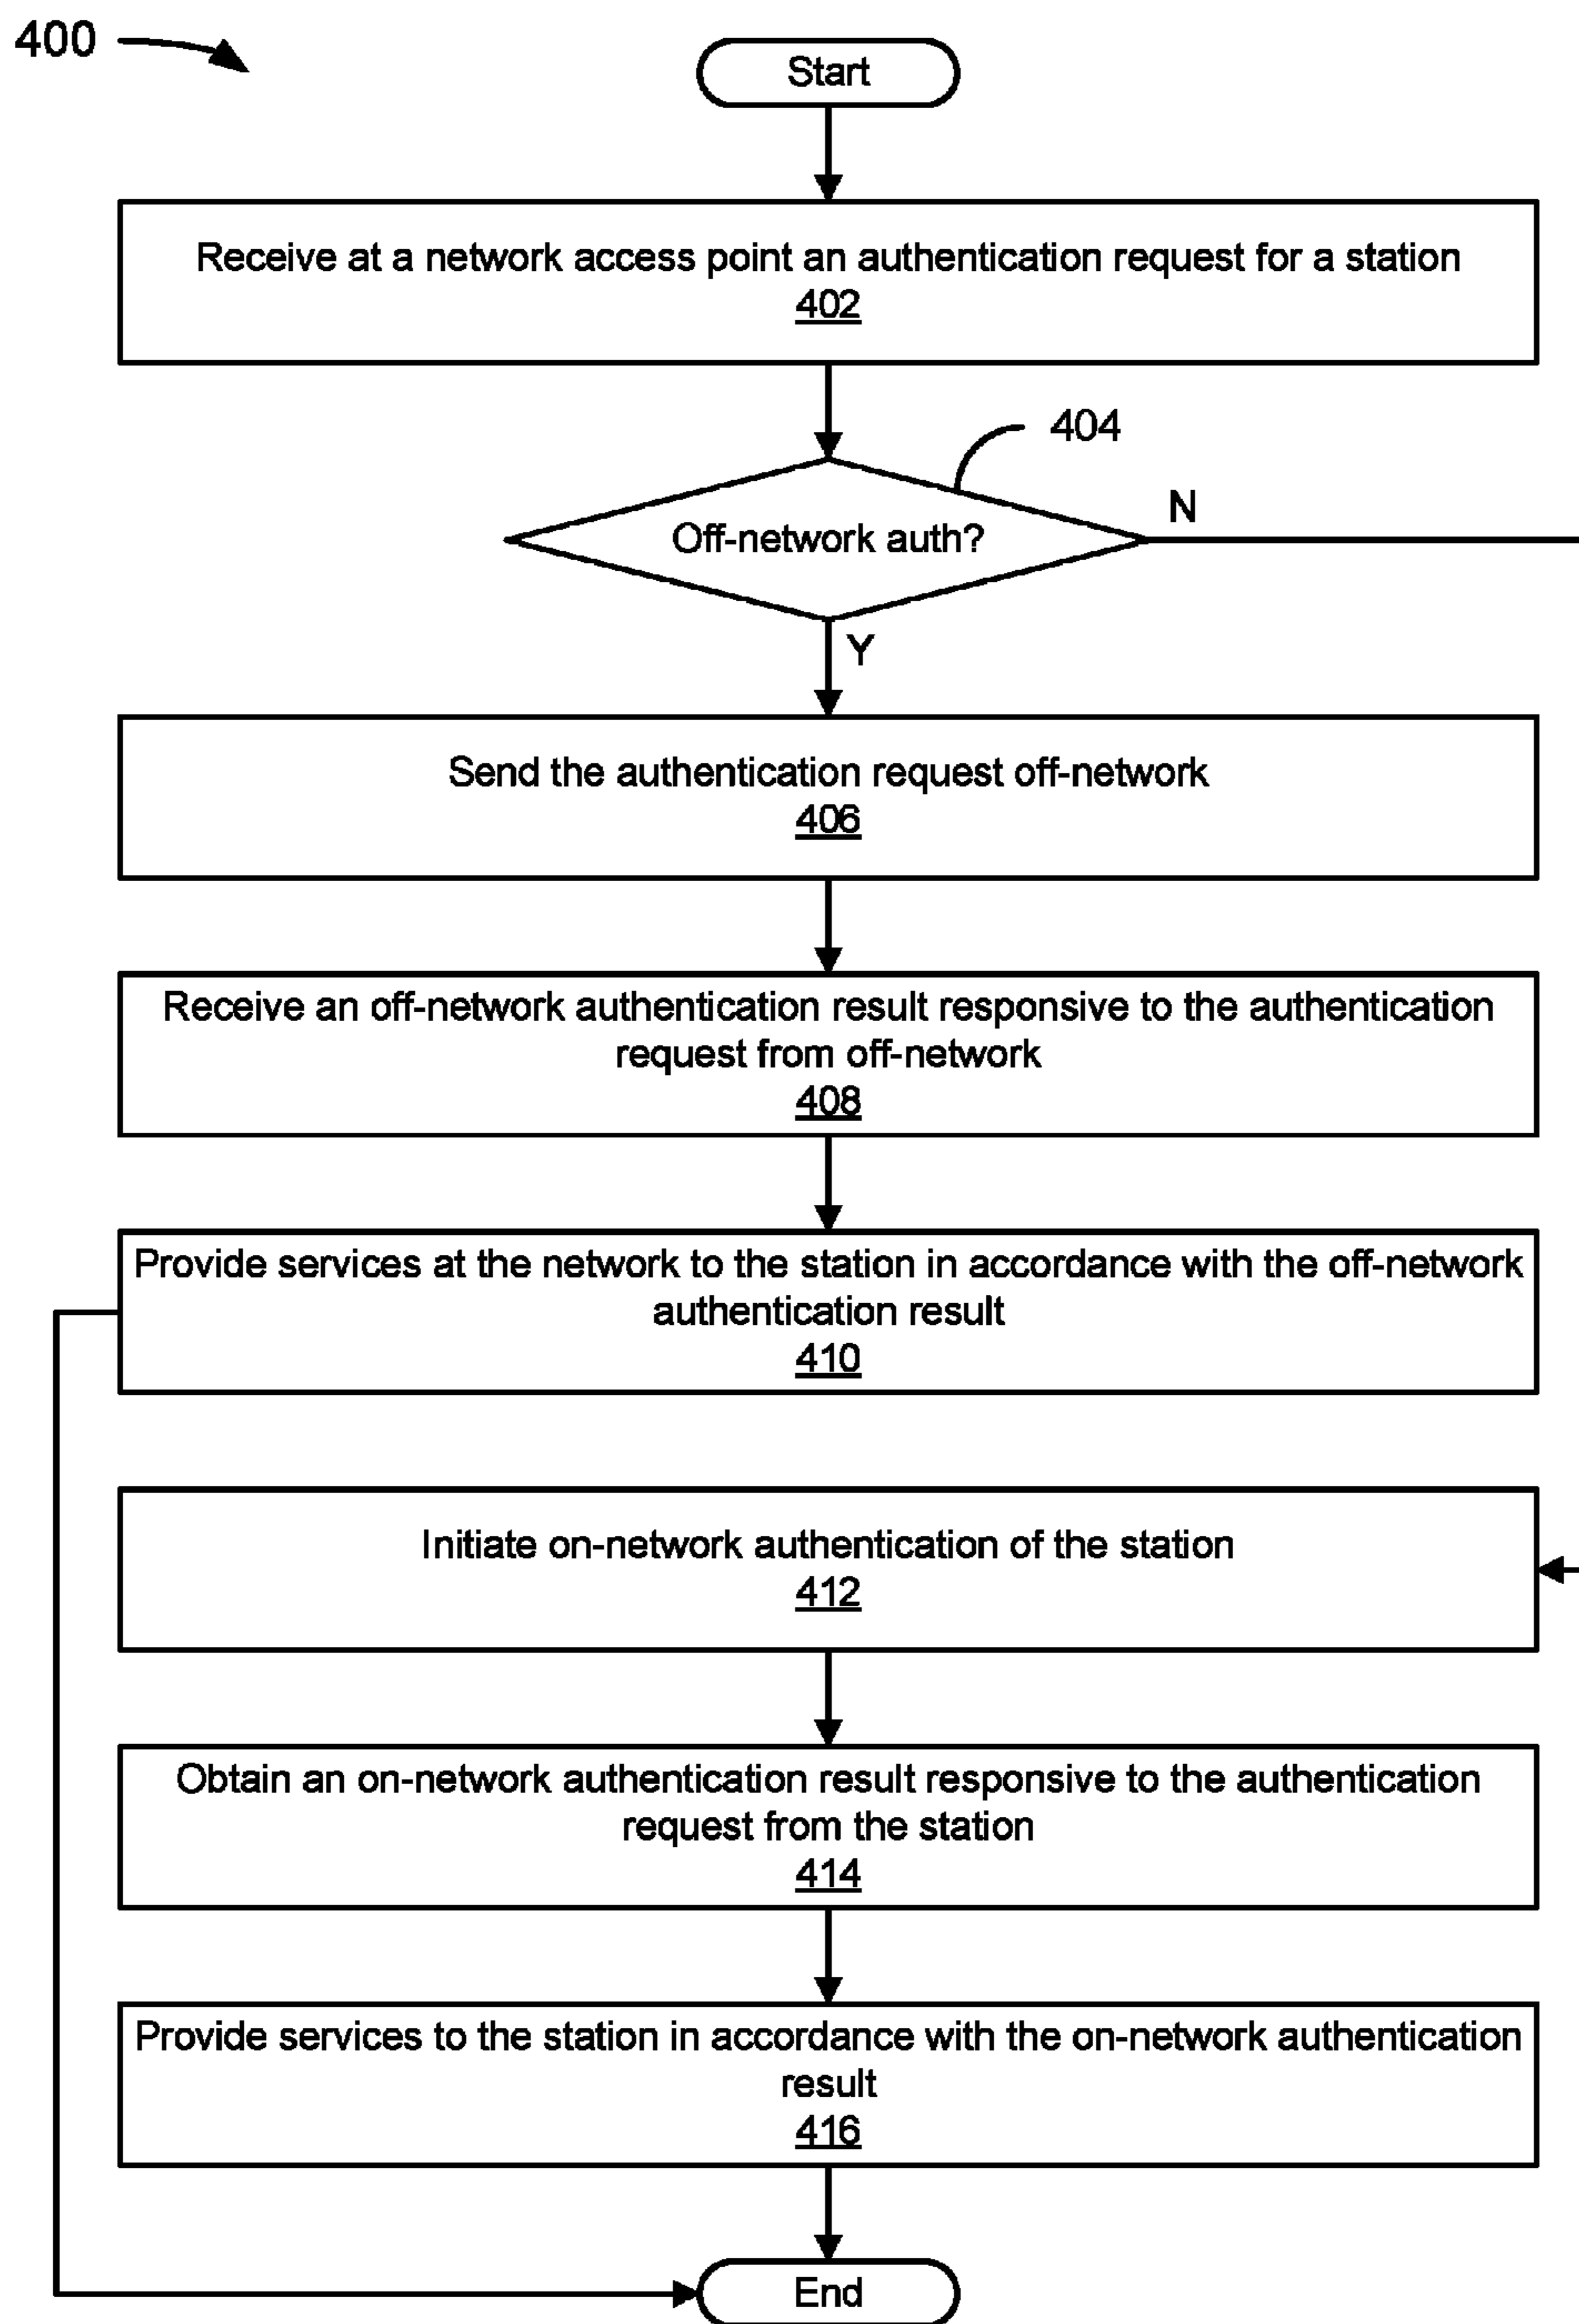 400
Start
Receive at a network access point an authentication request for a station
402
404
Off-network auth?
N
Y
Send the authentication request off-network
406
Receive an off-network authentication result responsive to the authentication
request from off-network
408
Provide services at the network to the station in accordance with the off-network
authentication result
410
Initiate on-network authentication of the station
412
Obtain an on-network authentication result responsive to the authentication
request from the station
414
Provide services to the station in accordance with the on-network authentication
result
416
End